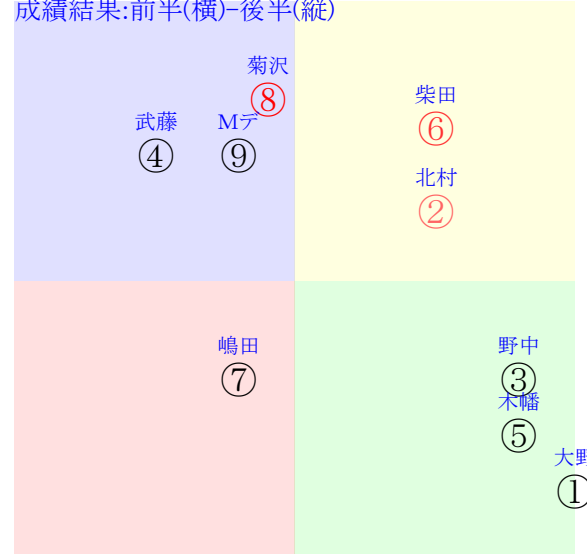 成績結果:前半(横)-後半(縦)
菊沢
⑧
柴田
⑥
武藤
④
Mデ
⑨
北村
②
嶋田
⑦
野中
③
木幡
⑤
大野
①